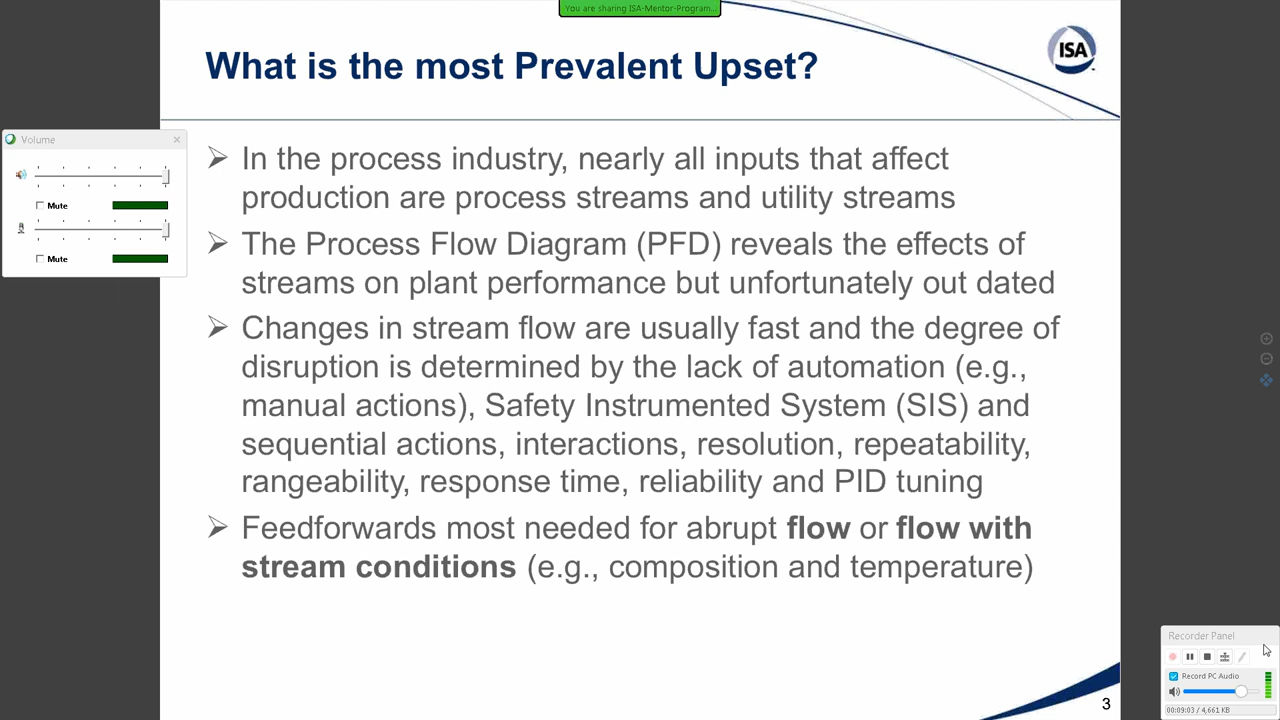 You are sharing ISA-Mentor-Program...
What is the most Prevalent Upset?
ISA
Volume
Mute
Mute
➢ In the process industry, nearly all inputs that affect
production are process streams and utility streams
➢ The Process Flow Diagram (PFD) reveals the effects of
streams on plant performance but unfortunately out dated
➢ Changes in stream flow are usually fast and the degree of
disruption is determined by the lack of automation (e.g.,
manual actions), Safety Instrumented System (SIS) and
sequential actions, interactions, resolution, repeatability,
rangeability, response time, reliability and PID tuning
➢ Feedforwards most needed for abrupt flow or flow with
stream conditions (e.g., composition and temperature)
Recorder Panel
Record PC Audio
00:09:03 / 4,661 KB
3